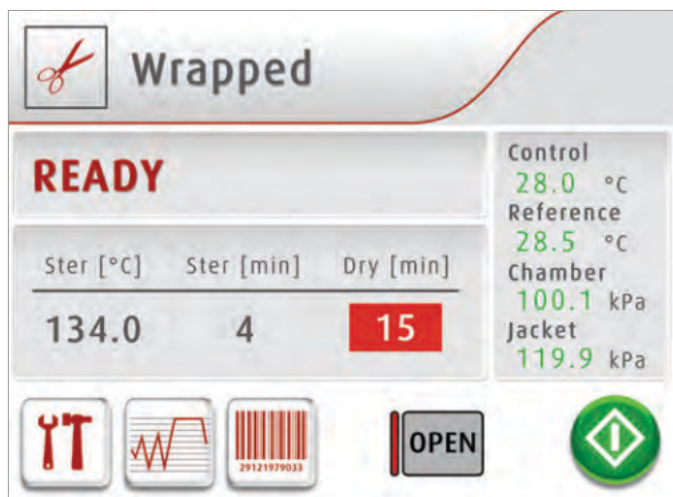 Wrapped
READY
Ster [°C] Ster [min] Dry [min]
134.0 4 15
Control
28.0 °C
Reference
28.5 °C
Chamber
100.1 kPa
Jacket
119.9 kPa
29121979033
OPEN